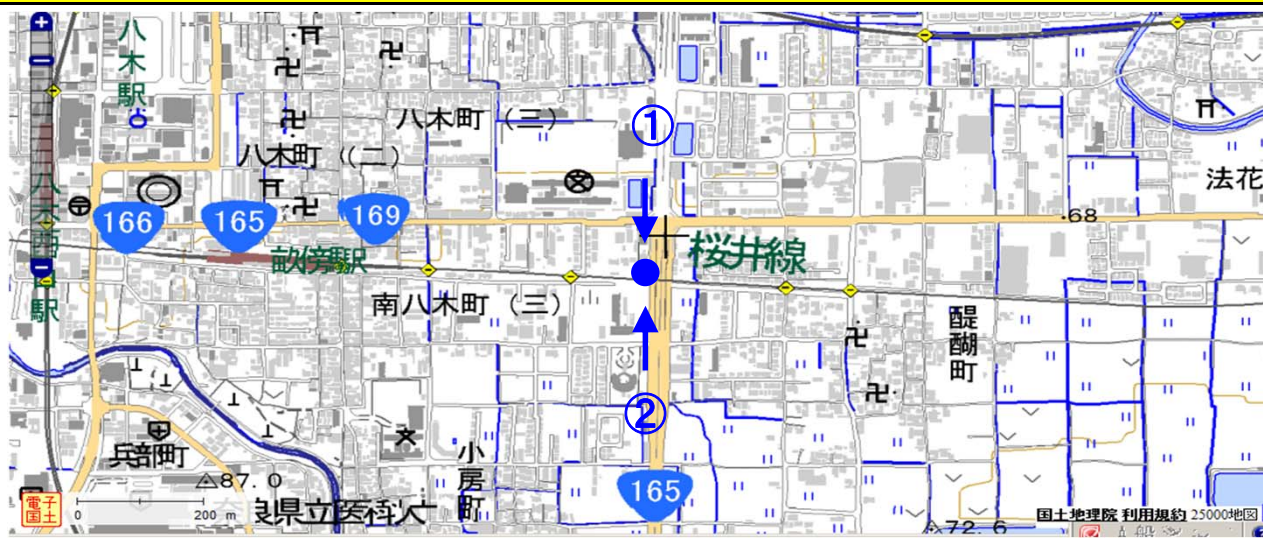 八木駅
八木町(三)
①
八木町(二)
法花
166
165
169
・68
畝傍駅
桜井線
八木西口駅
南八木町(三)
醍醐町
②
兵部町
小房町
87.0
165
電子国土
0
200 m
良県立医科大
72.6
国土地理院 利用規約 25000地図